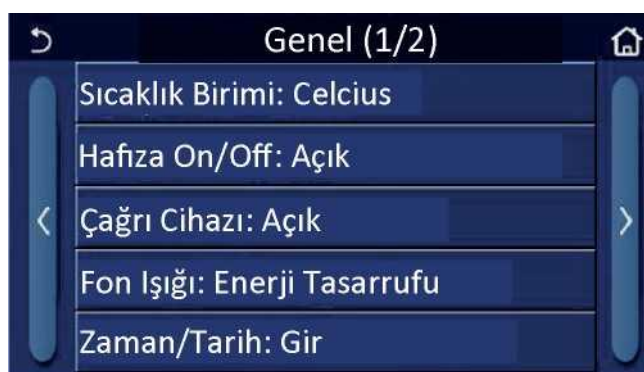 Genel (1/2)
Sıcaklık Birimi: Celcius
Hafıza On/Off: Açık
Çağrı Cihazı: Açık
Fon Işığı: Enerji Tasarrufu
Zaman/Tarih: Gir